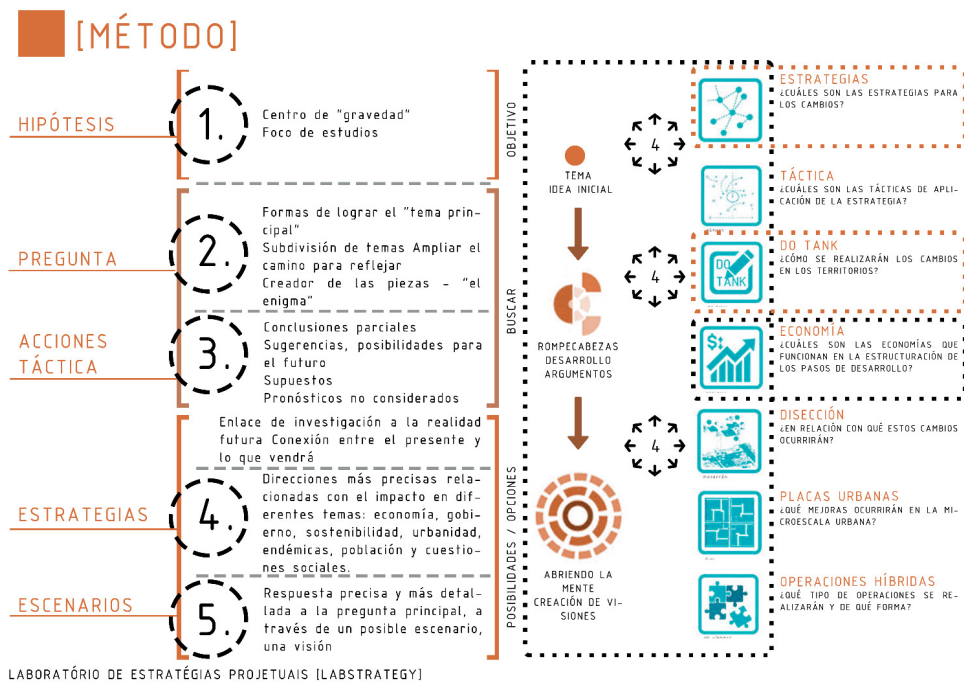 [MÉTODO]
HIPÓTESIS
1.
Centro de "gravedad"
Foco de estudios
PREGUNTA
2.
Formas de lograr el "tema prin-
cipal"
Subdivisión de temas Ampliar el
camino para reflejar
Creador de las piezas - "el
enigma"
ACCIONES
TÁCTICA
3.
Conclusiones parciales
Sugerencias, posibilidades para
el futuro
Supuestos
Pronósticos no considerados
Enlace de investigación a la realidad
futura Conexión entre el presente y
lo que vendrá
ESTRATEGIAS
4.
Direcciones más precisas rela-
cionadas con el impacto en dif-
erentes temas: economía, gobi-
erno, sostenibilidad, urbanidad,
endémicas, población y cuestio-
nes sociales.
ESCENARIOS
5.
Respuesta precisa y más detal-
lada a la pregunta principal, a
través de un posible escenario,
una visión
OBJETIVO
BUSCAR
POSIBILIDADES / OPCIONES
TEMA
IDEA INICIAL
ROMPECABEZAS
DESARROLLO
ARGUMENTOS
ABRIENDO LA
MENTE
CREACIÓN DE VI-
SIONES
4
4
4
ESTRATEGIAS
¿CUÁLES SON LAS ESTRATEGIAS PARA
LOS CAMBIOS?
TÁCTICA
¿CUÁLES SON LAS TÁCTICAS DE APLI-
CACIÓN DE LA ESTRATEGIA?
DO TANK
DO
TANK
¿CÓMO SE REALIZARÁN LOS CAMBIOS
EN LOS TERRITORIOS?
ECONOMÍA
$
¿CUÁLES SON LAS ECONOMÍAS QUE
FUNCIONAN EN LA ESTRUCTURACIÓN DE
LOS PASOS DE DESARROLLO?
DISECCIÓN
¿EN RELACIÓN CON QUÉ ESTOS CAMBIOS
OCURRIRÁN?
PLACAS URBANAS
¿QUÉ MEJORAS OCURRIRÁN EN LA MI-
CROESCALA URBANA?
OPERACIONES HÍBRIDAS
¿QUÉ TIPO DE OPERACIONES SE RE-
ALIZARÁN Y DE QUÉ FORMA?
LABORATÓRIO DE ESTRATÉGIAS PROJETUAIS [LABSTRATEGY]